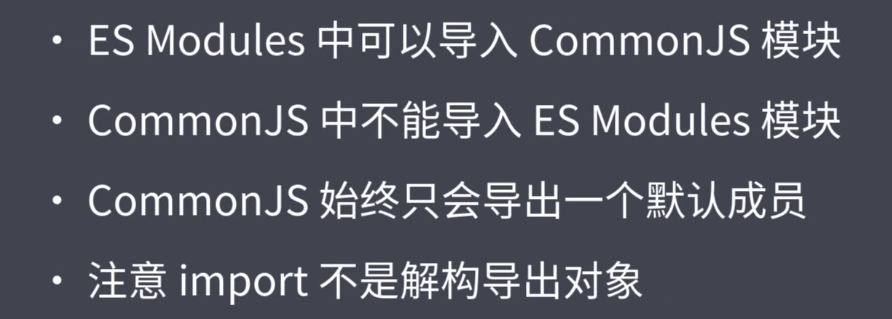 • ES Modules 中可以导入 CommonJS 模块
• CommonJS 中不能导入 ES Modules 模块
• CommonJS 始终只会导出一个默认成员
• 注意 import 不是解构导出对象